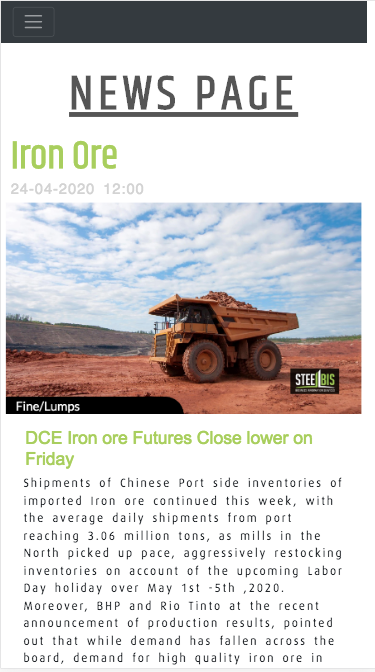 NEWS PAGE
Iron Ore
24-04-2020 12:00
STEELBIS
Fine/Lumps
DCE Iron ore Futures Close lower on
Friday
Shipments of Chinese Port side inventories of
imported Iron ore continued this week, with
the average daily shipments from port
reaching 3.06 million tons, as mills in the
North picked up pace, aggressively restocking
inventories on account of the upcoming Labor
Day holiday over May 1st -5th ,2020.
Moreover, BHP and Rio Tinto at the recent
announcement of production results, pointed
out that while demand has fallen across the
board, demand for high quality iron ore in